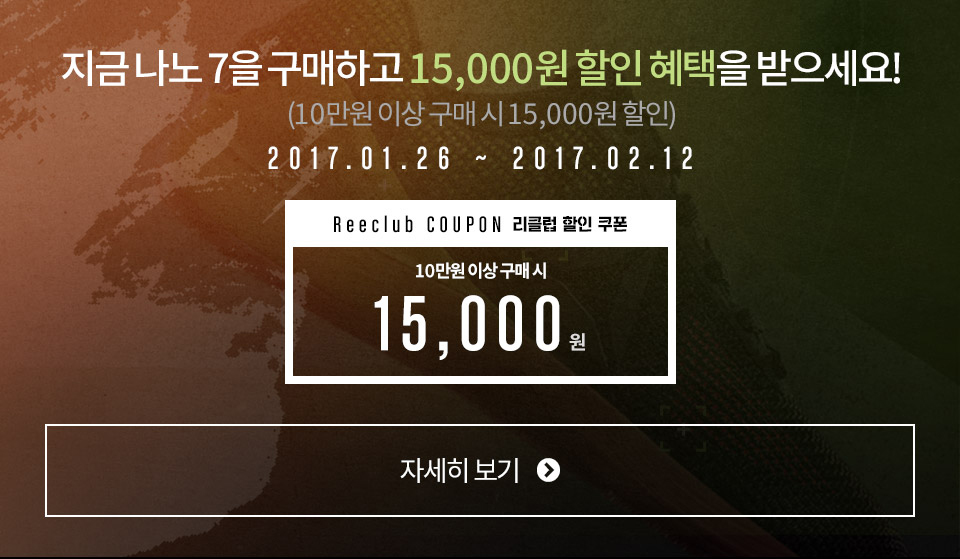 지금 나노 7을 구매하고 15,000원 할인 혜택을 받으세요!
(10만원 이상 구매 시 15,000원 할인)
2017.01.26 ~ 2017.02.12
Reeclub COUPON 리클럽 할인 쿠폰
10만원 이상 구매 시
15,000원
자세히 보기